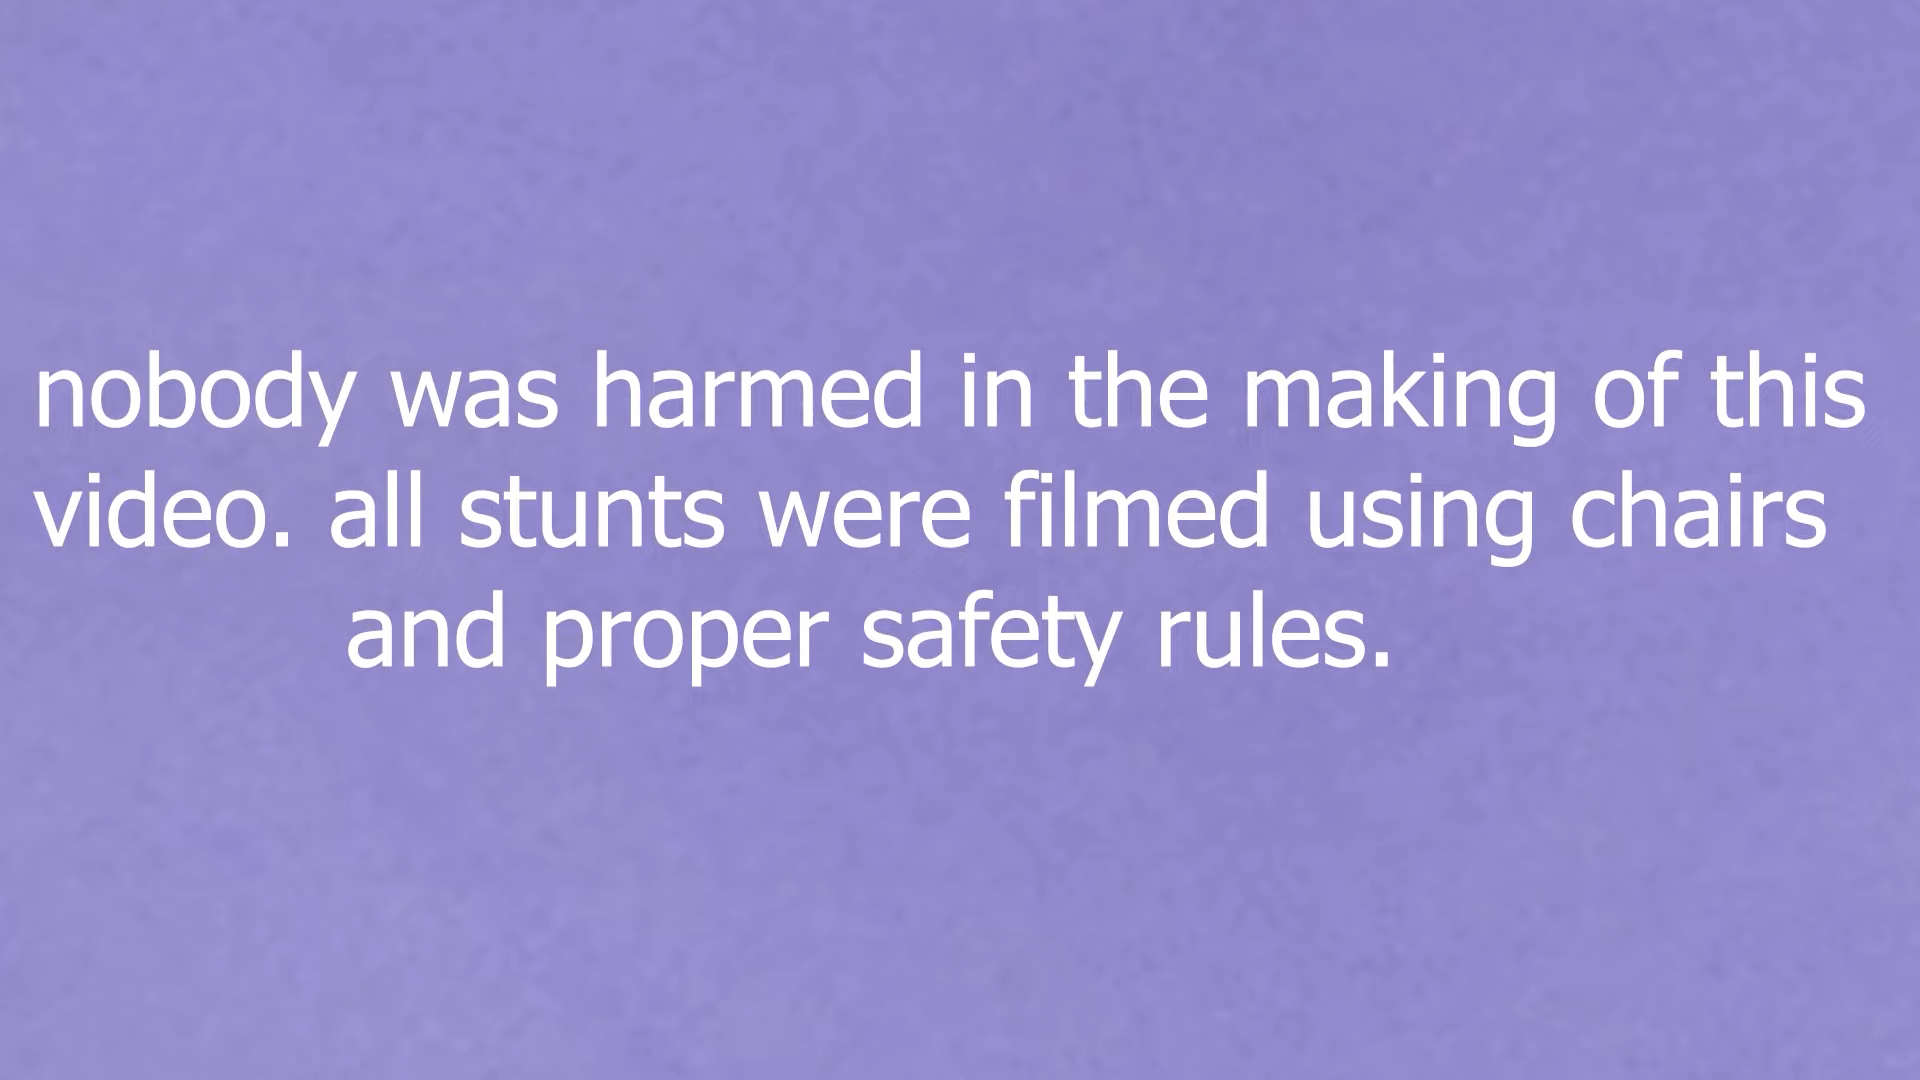 nobody was harmed in the making of this
video. all stunts were filmed using chairs
and proper safety rules.